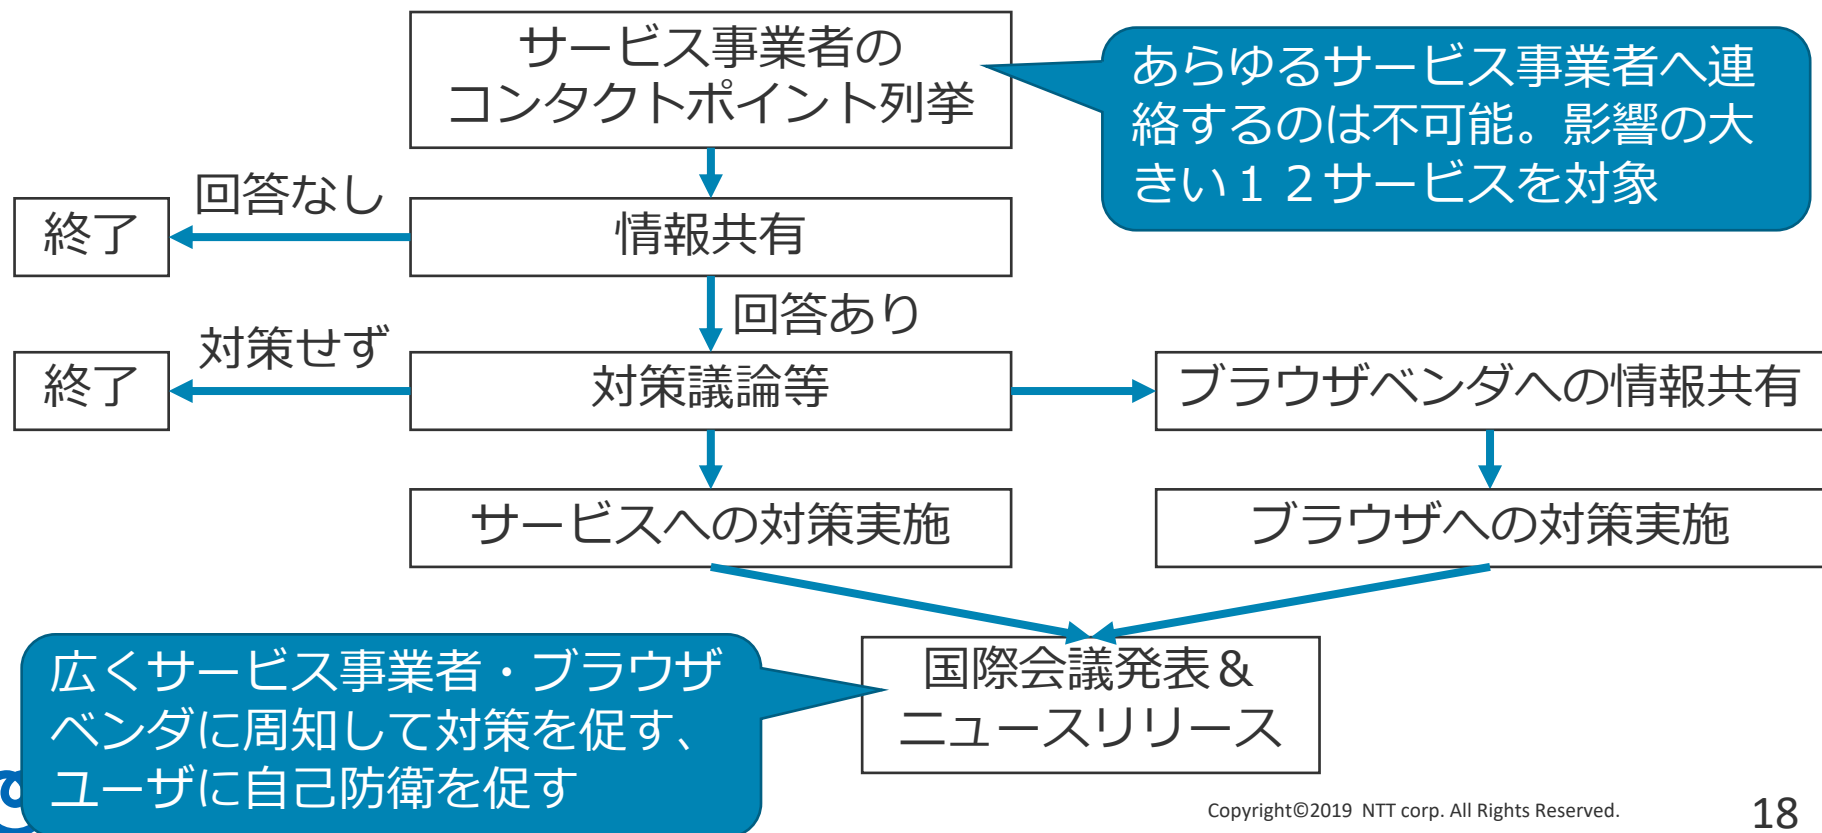 サービス事業者の
コンタクトポイント列挙
あらゆるサービス事業者へ連
絡するのは不可能。影響の大
きい１２サービスを対象
回答なし
終了
情報共有
回答あり
対策せず
終了
対策議論等
ブラウザベンダへの情報共有
サービスへの対策実施
ブラウザへの対策実施
広くサービス事業者・ブラウザ
ベンダに周知して対策を促す、
ユーザに自己防衛を促す
国際会議発表＆
ニュースリリース
Copyright©2019 NTT corp. All Rights Reserved.
18